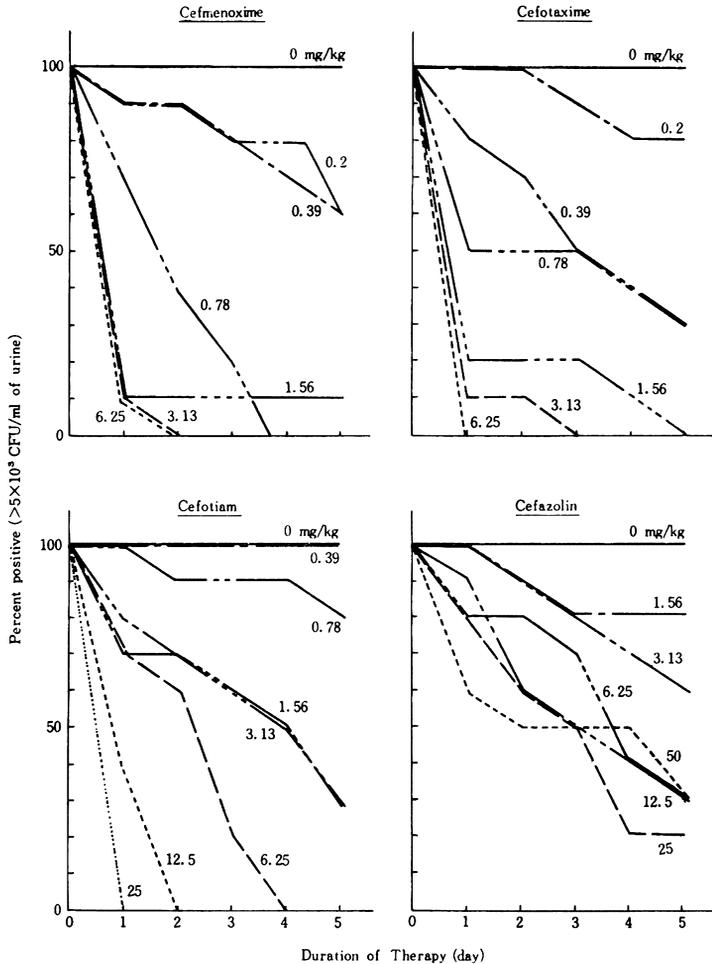 Cefmenoxime
Cefotaxime
0 mg/kg
0 mg/kg
100
0.2
0.2
0.39
0.39
50
0.78
0.78
1.56
1.56
6.25
3.13
3.13
6.25
0
0
Percent positive (>5×10³ CFU/ml of urine)
Cefotiam
Cefazolin
0 mg/kg
0 mg/kg
100
0.39
0.78
1.56
3.13
50
1.56
3.13
6.25
50
12.5
25
12.5
6.25
25
0
0 1 2 3 4 5
0 1 2 3 4 5
Duration of Therapy (day)